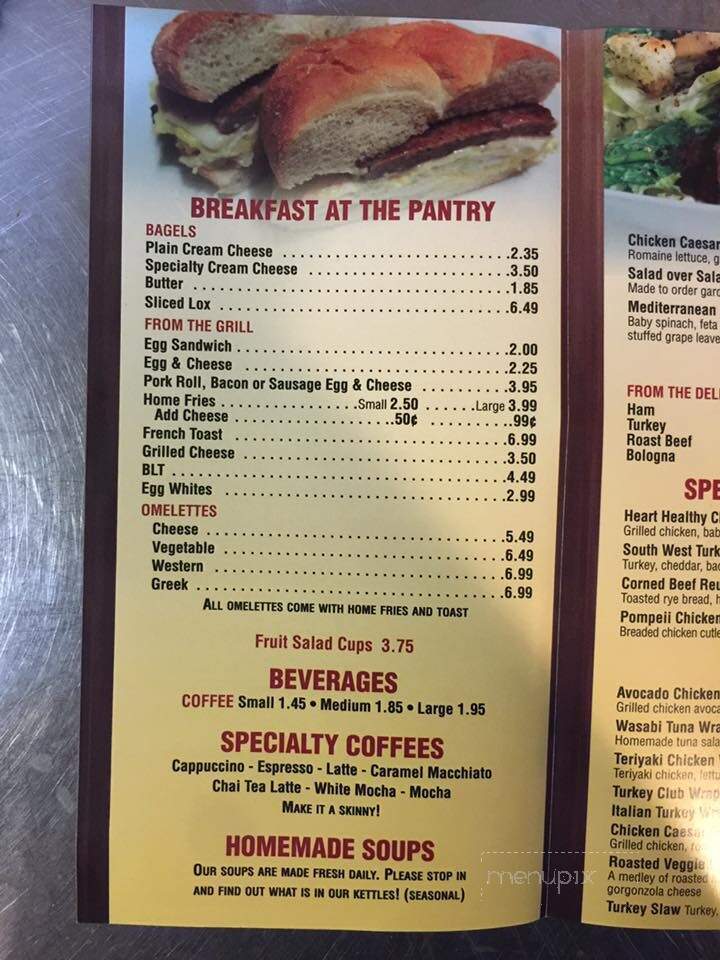 BREAKFAST AT THE PANTRY
BAGELS
Plain Cream Cheese .2.35
Specialty Cream Cheese .3.50
Butter .1.85
Sliced Lox .6.49
FROM THE GRILL
Egg Sandwich .2.00
Egg & Cheese .2.25
Pork Roll, Bacon or Sausage Egg & Cheese .3.95
Home Fries Small 2.50 Large 3.99
Add Cheese .50¢ .99¢
French Toast .6.99
Grilled Cheese .3.50
BLT .4.49
Egg Whites .2.99
OMELETTES
Cheese .5.49
Vegetable .6.49
Western .6.99
Greek .6.99
ALL OMELETTES COME WITH HOME FRIES AND TOAST
Fruit Salad Cups 3.75
BEVERAGES
COFFEE Small 1.45 • Medium 1.85 • Large 1.95
SPECIALTY COFFEES
Cappuccino - Espresso - Latte - Caramel Macchiato
Chai Tea Latte - White Mocha - Mocha
MAKE IT A SKINNY!
HOMEMADE SOUPS
OUR SOUPS ARE MADE FRESH DAILY. PLEASE STOP IN
AND FIND OUT WHAT IS IN OUR KETTLES! (SEASONAL)
Chicken Caesar
Romaine lettuce, g
Salad over Sala
Made to order gard
Mediterranean
Baby spinach, feta
stuffed grape leave
FROM THE DELI
Ham
Turkey
Roast Beef
Bologna
SPE
Heart Healthy C
Grilled chicken, bab
South West Turk
Turkey, cheddar, bac
Corned Beef Reu
Toasted rye bread, h
Pompeii Chicken
Breaded chicken cutle
Avocado Chicken
Grilled chicken avoca
Wasabi Tuna Wra
Homemade tuna sala
Teriyaki Chicken
Teriyaki chicken, fettu
Turkey Club Wrap
Italian Turkey
Chicken Caesar
Grilled chicken, ro
Roasted Veggie
A medley of roasted
gorgonzola cheese
Turkey Slaw Turkey,
menupix